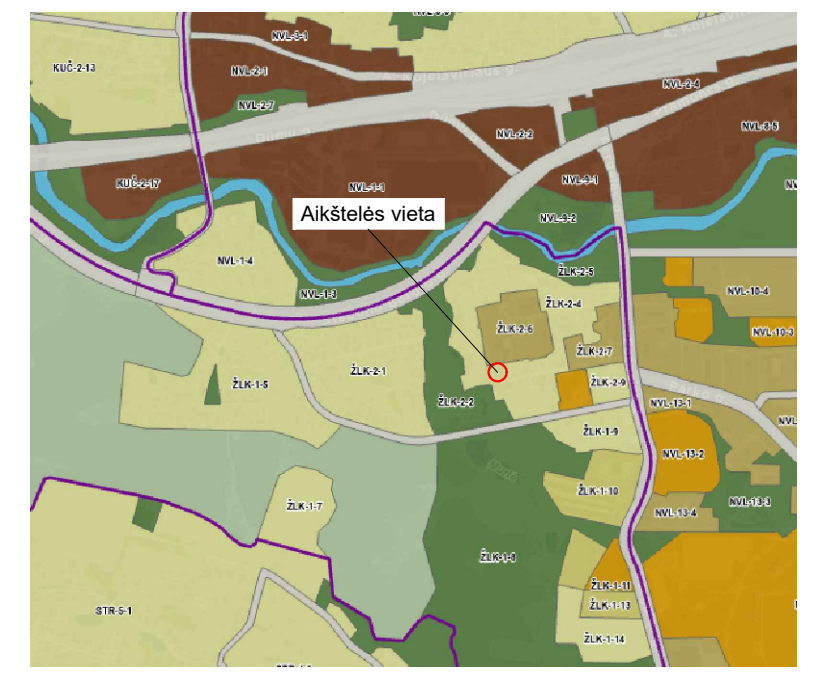 NVL-3-1
KUČ-2-13
NVL-2-1
A. Kojelavičiaus g.
NVL-2-4
NVL-2-7
NVL-3-5
NVL-2-2
KUČ-2-17
NVL-1-1
NVL-9-1
Aikštelės vieta
NVL-9-2
NVL-1-4
ŽLK-2-5
NVL-1-3
NVL-10-4
ŽLK-2-4
ŽLK-2-6
NVL-10-3
ŽLK-2-7
ŽLK-2-1
ŽLK-1-5
ŽLK-2-9
Parko g.
ŽLK-2-2
NVL-13-1
ŽLK-1-9
NVL-13-2
ŽLK-1-10
NVL-13-3
ŽLK-1-7
NVL-13-4
ŽLK-1-8
ŽLK-1-11
STR-5-1
ŽLK-1-13
ŽLK-1-14